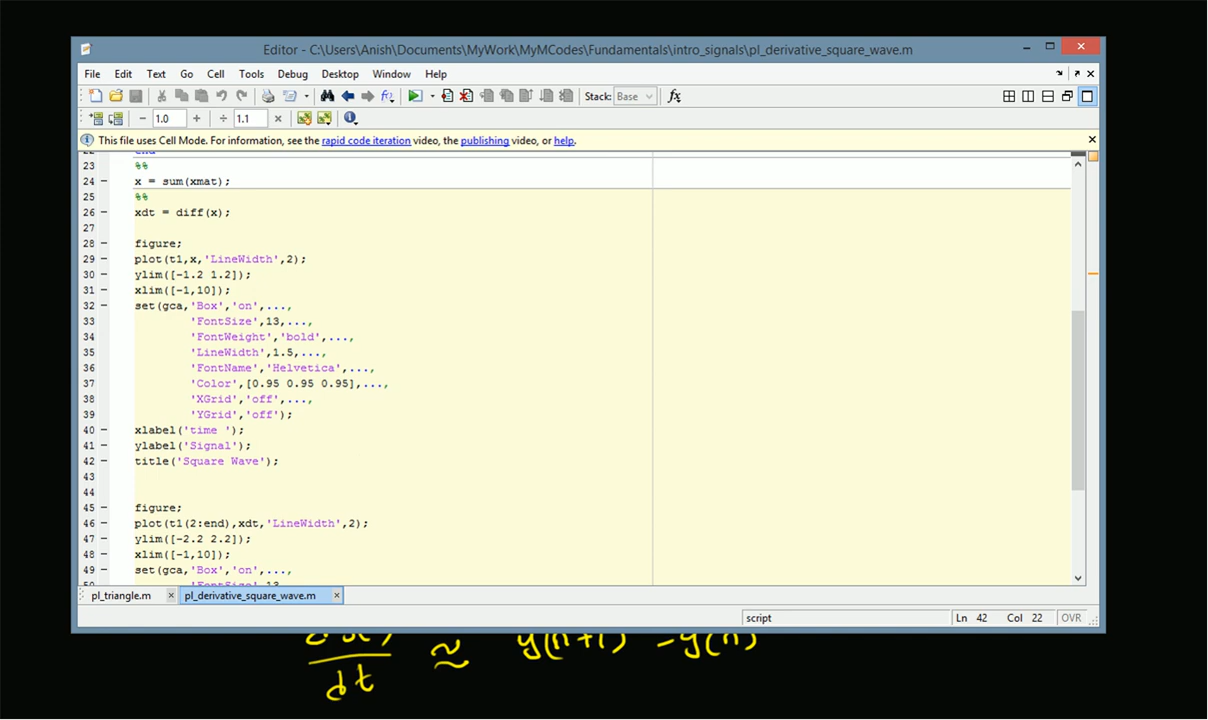 Editor - C:\Users\Anish\Documents\MyWork\MyMCodes\Fundamentals\intro_signals\pl_derivative_square_wave.m
File Edit Text Go Cell Tools Debug Desktop Window Help
Stack: Base fx
− 1.0 + ÷ 1.1 ×
This file uses Cell Mode. For information, see the rapid code iteration video, the publishing video, or help.
23 %%
24 − x = sum(xmat);
25 %%
26 − xdt = diff(x);
27
28 − figure;
29 − plot(t1,x,'LineWidth',2);
30 − ylim([-1.2 1.2]);
31 − xlim([-1,10]);
32 − set(gca,'Box','on',...,
33 'FontSize',13,...,
34 'FontWeight','bold',...,
35 'LineWidth',1.5,...,
36 'FontName','Helvetica',...,
37 'Color',[0.95 0.95 0.95],...,
38 'XGrid','off',...,
39 'YGrid','off');
40 − xlabel('time ');
41 − ylabel('Signal');
42 − title('Square Wave');
43
44
45 − figure;
46 − plot(t1(2:end),xdt,'LineWidth',2);
47 − ylim([-2.2 2.2]);
48 − xlim([-1,10]);
49 − set(gca,'Box','on',...,
pl_triangle.m × pl_derivative_square_wave.m ×
script Ln 42 Col 22 OVR
≈ y(n+1) - y(n)
dt